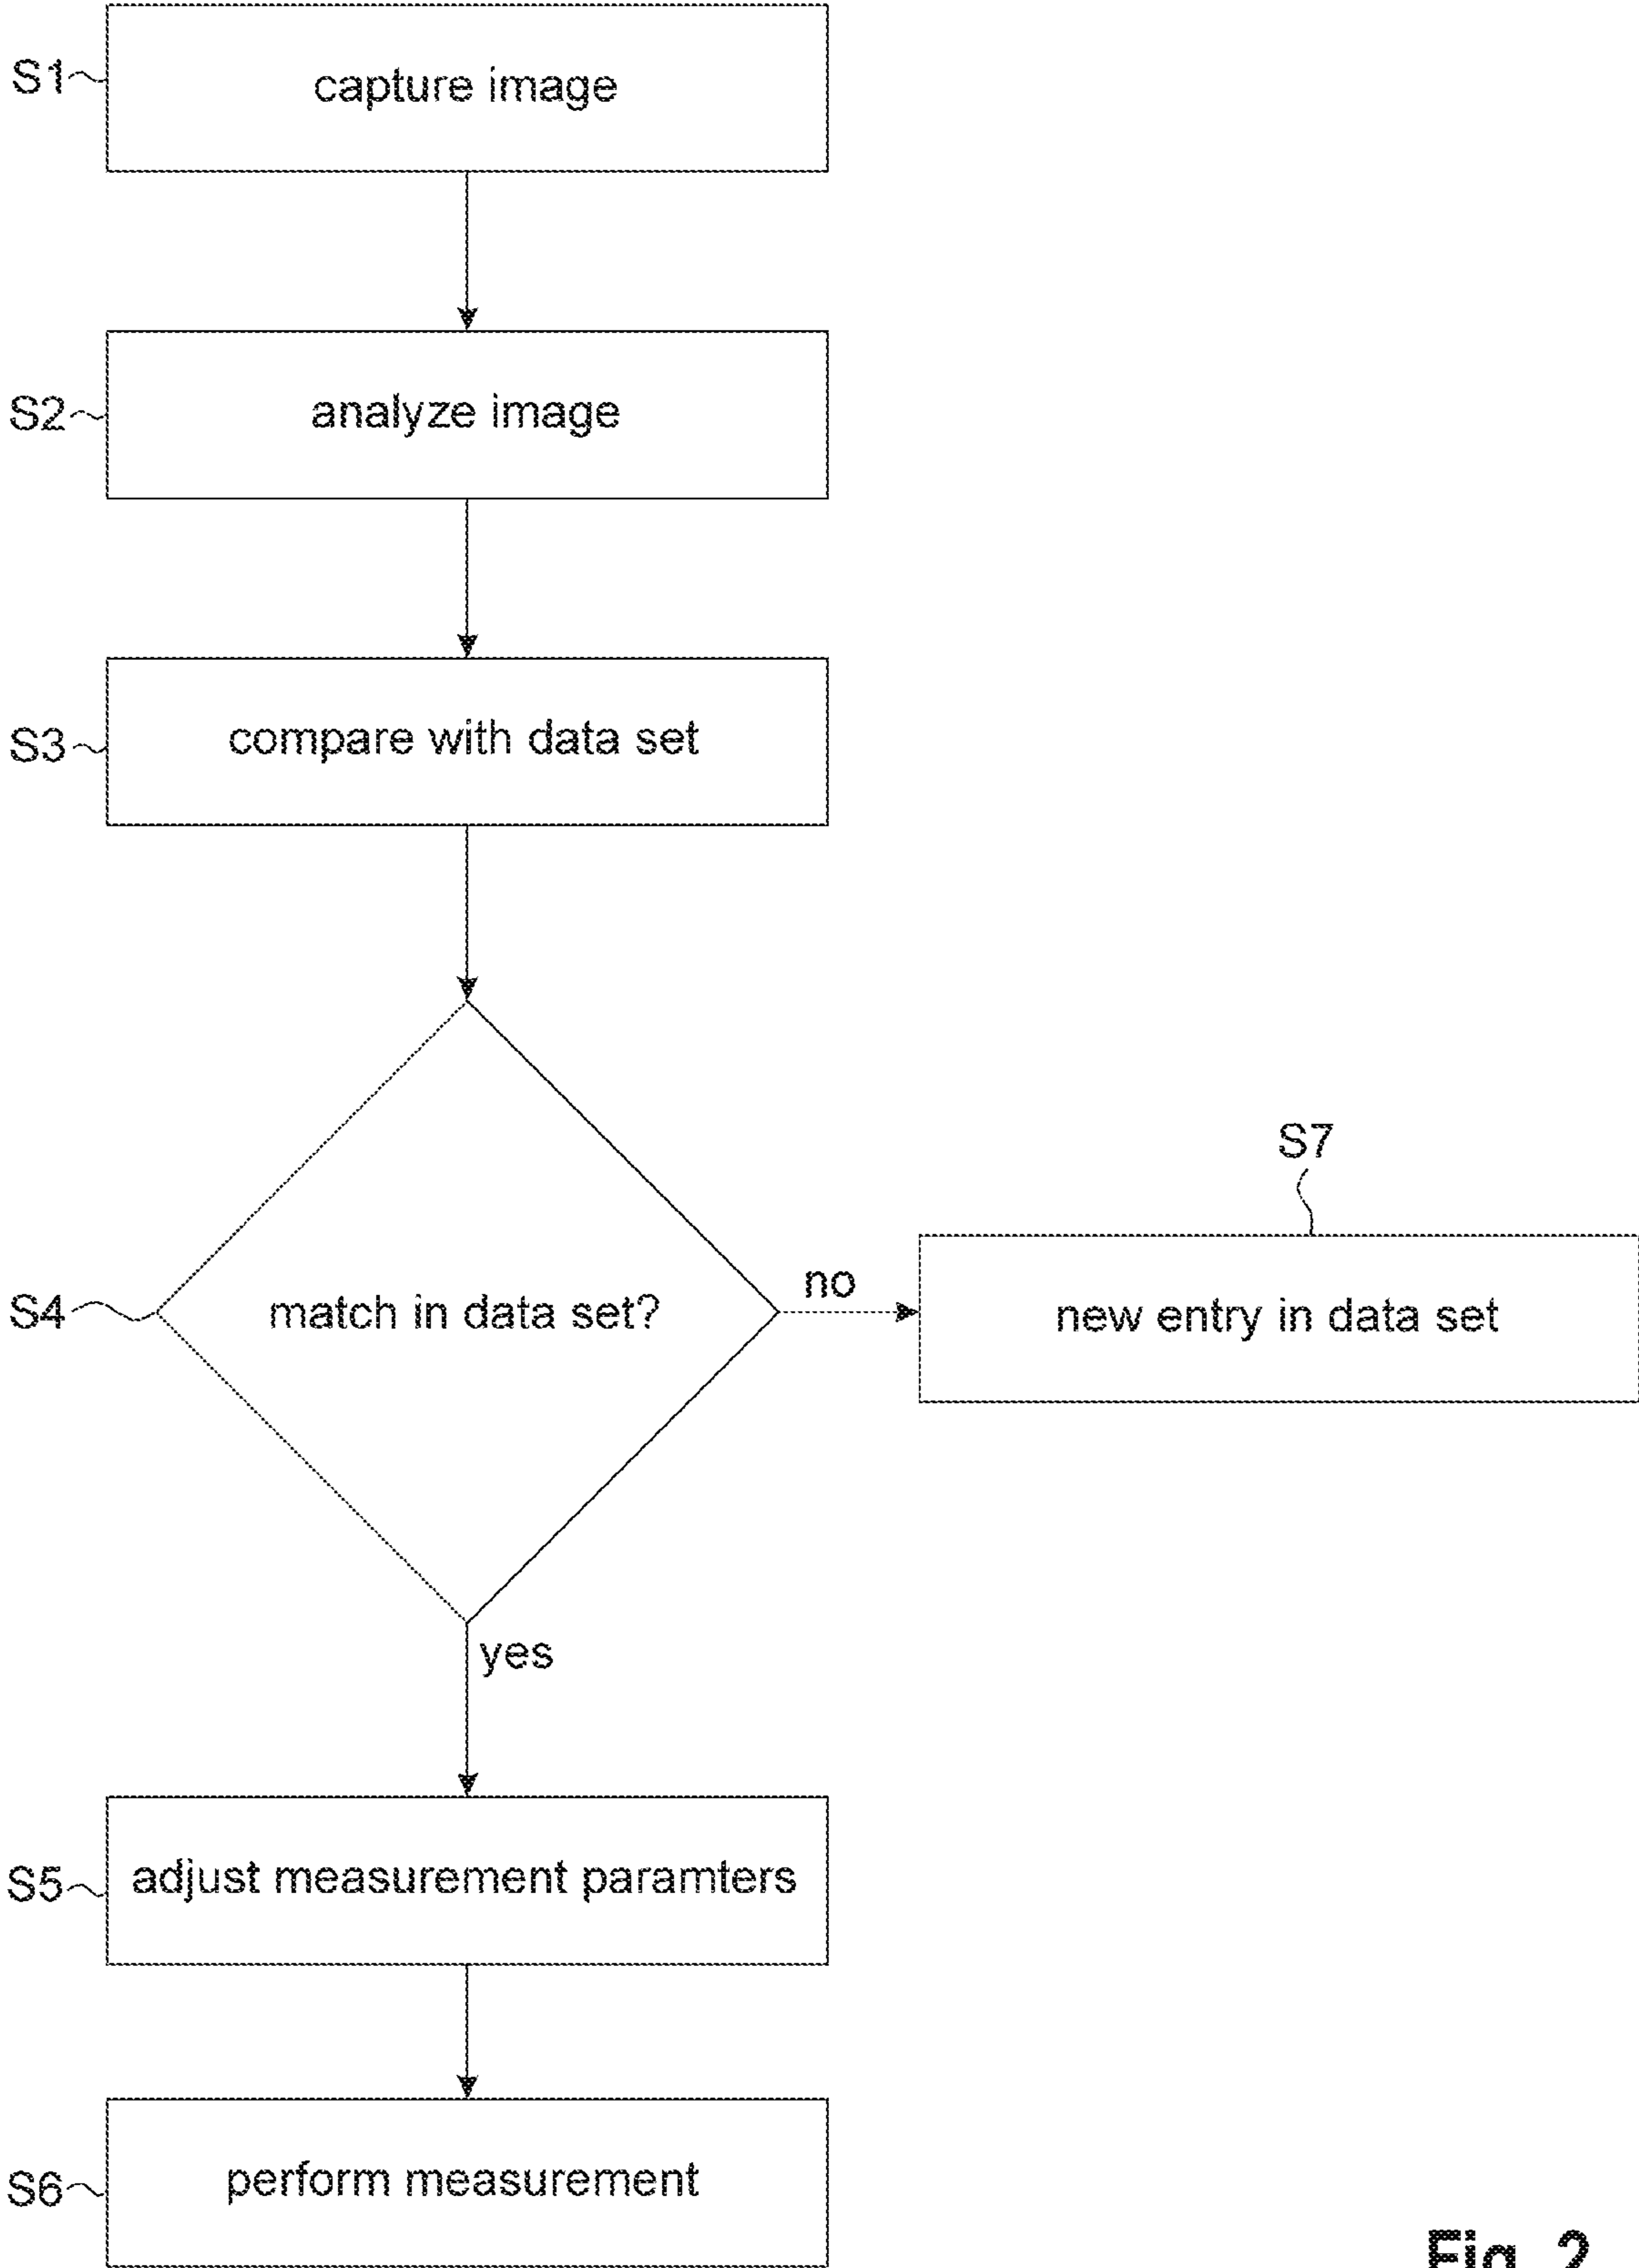 S1
capture image
S2
analyze image
S3
compare with data set
S7
no
S4
match in data set?
new entry in data set
yes
S5
adjust measurement paramters
S6
perform measurement
Fig. 2